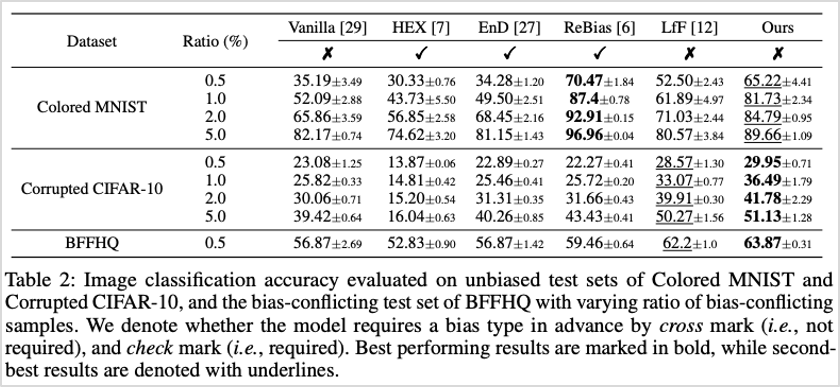 Dataset Ratio (%) Vanilla [29] HEX [7] EnD [27] ReBias [6] LfF [12] Ours
✗ ✓ ✓ ✓ ✗ ✗
Colored MNIST 0.5 35.19±3.49 30.33±0.76 34.28±1.20 70.47±1.84 52.50±2.43 65.22±4.41
1.0 52.09±2.88 43.73±5.50 49.50±2.51 87.4±0.78 61.89±4.97 81.73±2.34
2.0 65.86±3.59 56.85±2.58 68.45±2.16 92.91±0.15 71.03±2.44 84.79±0.95
5.0 82.17±0.74 74.62±3.20 81.15±1.43 96.96±0.04 80.57±3.84 89.66±1.09
Corrupted CIFAR-10 0.5 23.08±1.25 13.87±0.06 22.89±0.27 22.27±0.41 28.57±1.30 29.95±0.71
1.0 25.82±0.33 14.81±0.42 25.46±0.41 25.72±0.20 33.07±0.77 36.49±1.79
2.0 30.06±0.71 15.20±0.54 31.31±0.35 31.66±0.43 39.91±0.30 41.78±2.29
5.0 39.42±0.64 16.04±0.63 40.26±0.85 43.43±0.41 50.27±1.56 51.13±1.28
BFFHQ 0.5 56.87±2.69 52.83±0.90 56.87±1.42 59.46±0.64 62.2±1.0 63.87±0.31
Table 2: Image classification accuracy evaluated on unbiased test sets of Colored MNIST and
Corrupted CIFAR-10, and the bias-conflicting test set of BFFHQ with varying ratio of bias-conflicting
samples. We denote whether the model requires a bias type in advance by cross mark (i.e., not
required), and check mark (i.e., required). Best performing results are marked in bold, while second-
best results are denoted with underlines.